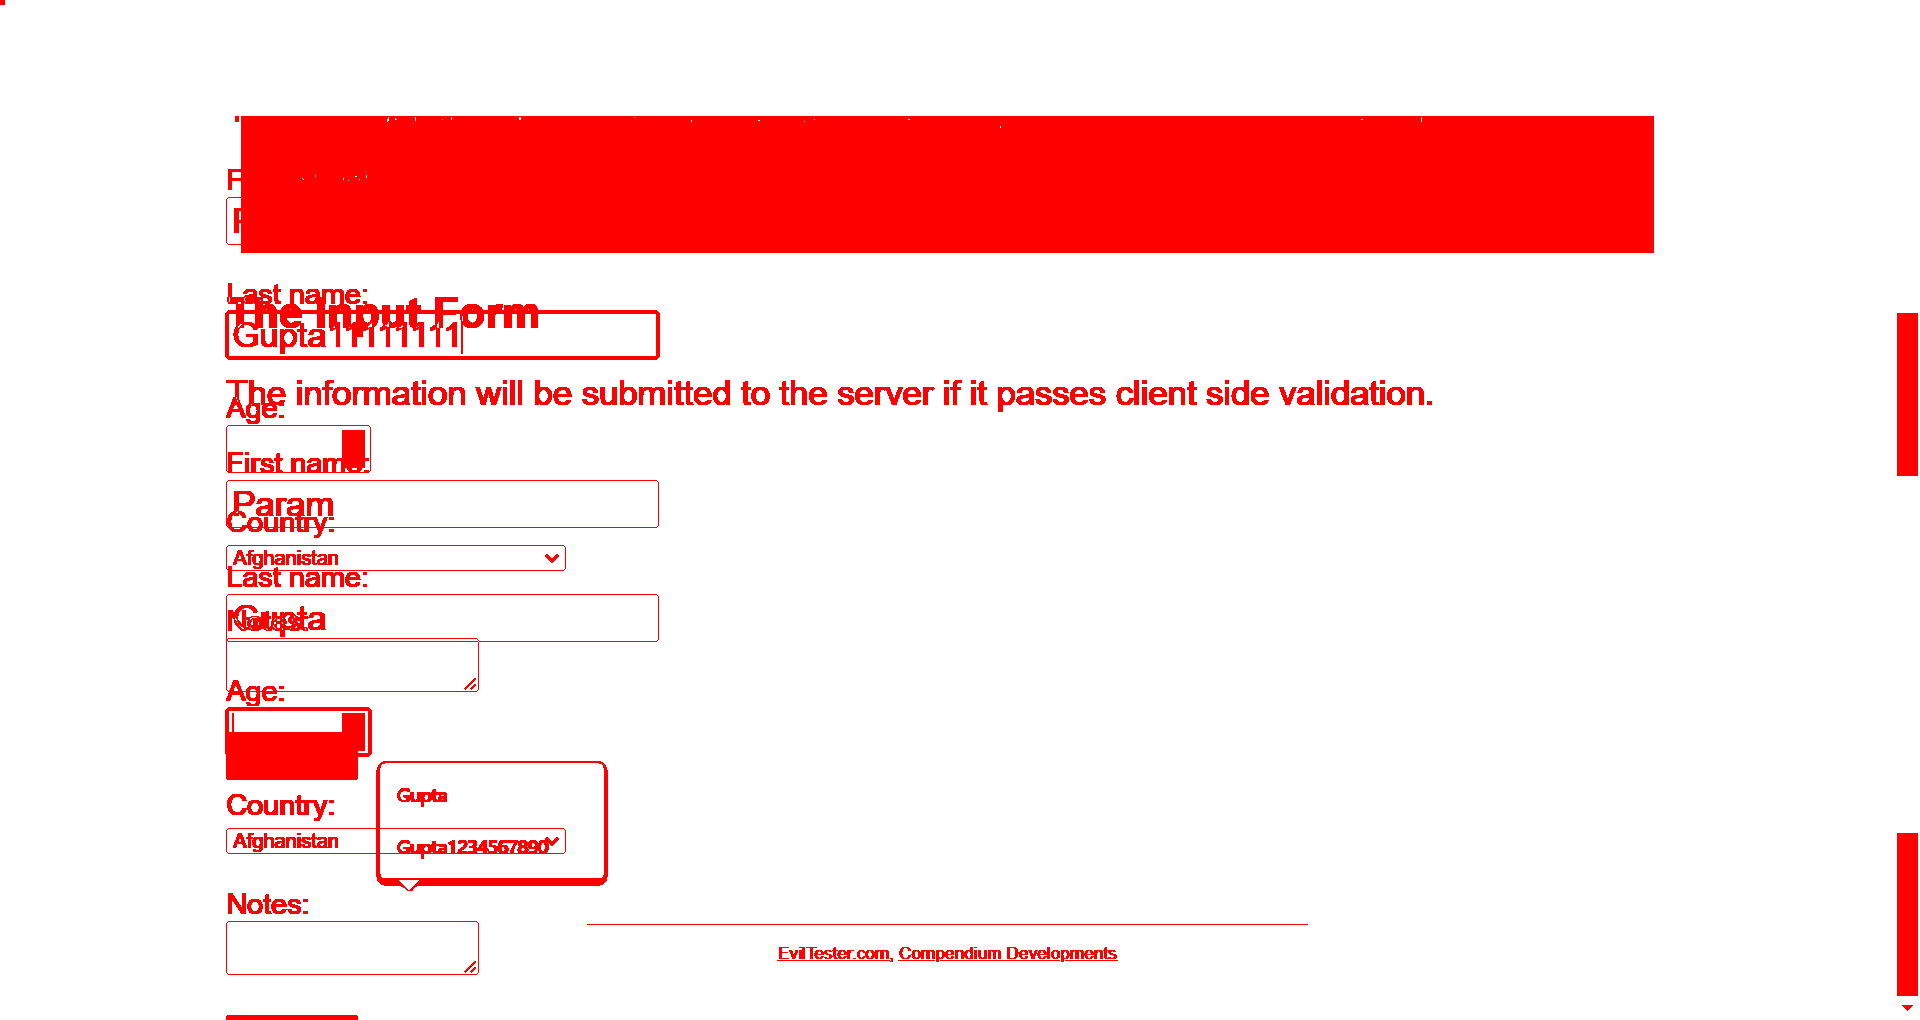 Last name:
The Input Form
Gupta11111111
The information will be submitted to the server if it passes client side validation.
Age:
First name:
Param
Country:
Afghanistan
Last name:
Gupta
Notes:
Age:
Gupta
Country:
Afghanistan
Gupta1234567890
Notes:
EvilTester.com, Compendium Developments